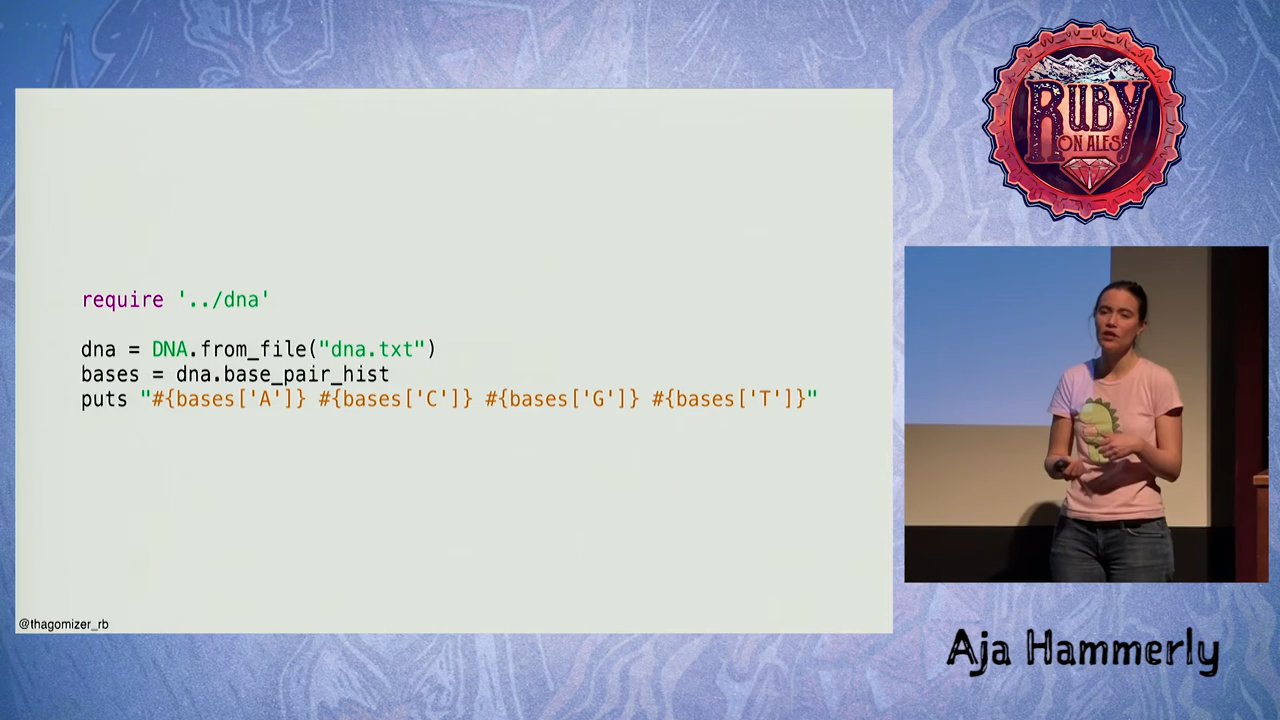 require '../dna'
dna = DNA.from_file("dna.txt")
bases = dna.base_pair_hist
puts "#{bases['A']} #{bases['C']} #{bases['G']} #{bases['T']}"
@thagomizer_rb
RUBY
ON ALES
Aja Hammerly